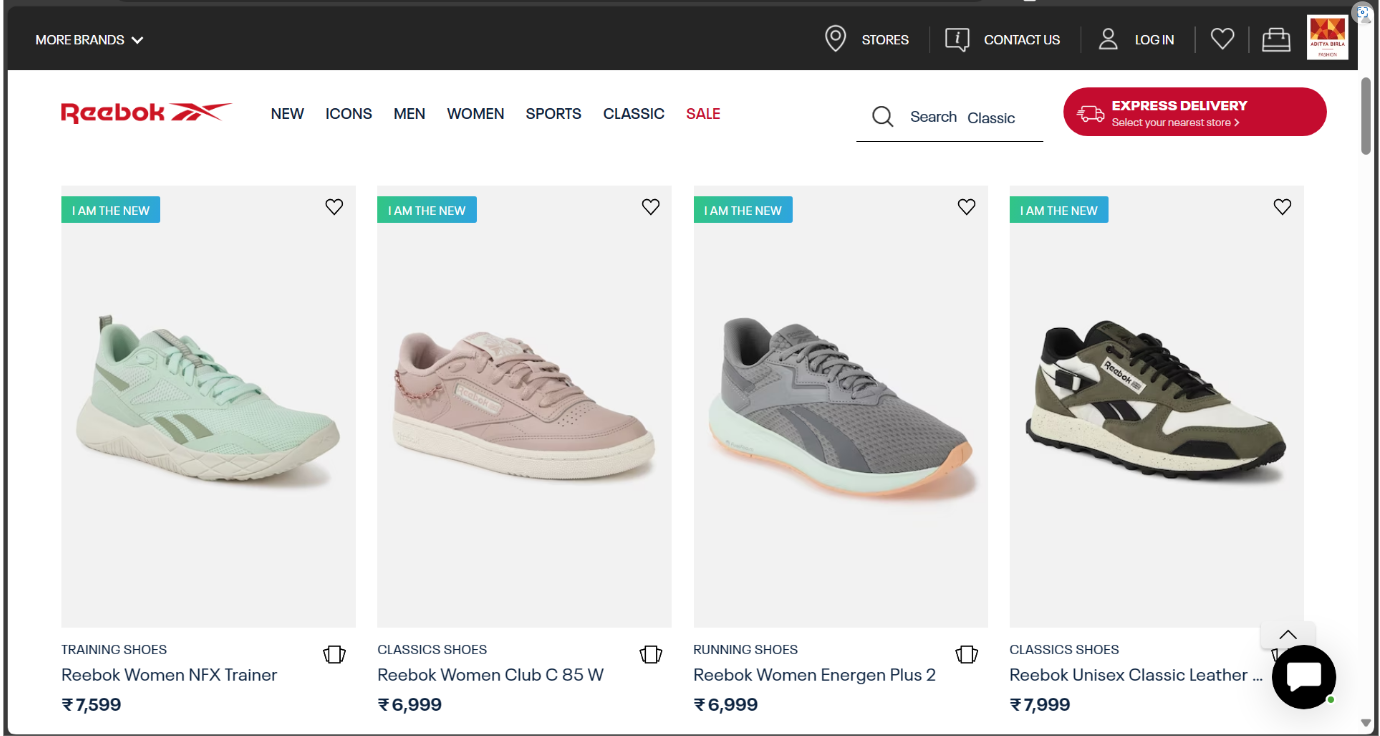 MORE BRANDS
STORES
CONTACT US
LOG IN
ADITYA BIRLA
FASHION
Reebok
NEW
ICONS
MEN
WOMEN
SPORTS
CLASSIC
SALE
Search Classic
EXPRESS DELIVERY
Select your nearest store >
I AM THE NEW
I AM THE NEW
I AM THE NEW
I AM THE NEW
Reebok
Reebok
TRAINING SHOES
Reebok Women NFX Trainer
₹7,599
CLASSICS SHOES
Reebok Women Club C 85 W
₹6,999
RUNNING SHOES
Reebok Women Energen Plus 2
₹6,999
CLASSICS SHOES
Reebok Unisex Classic Leather ...
₹7,999